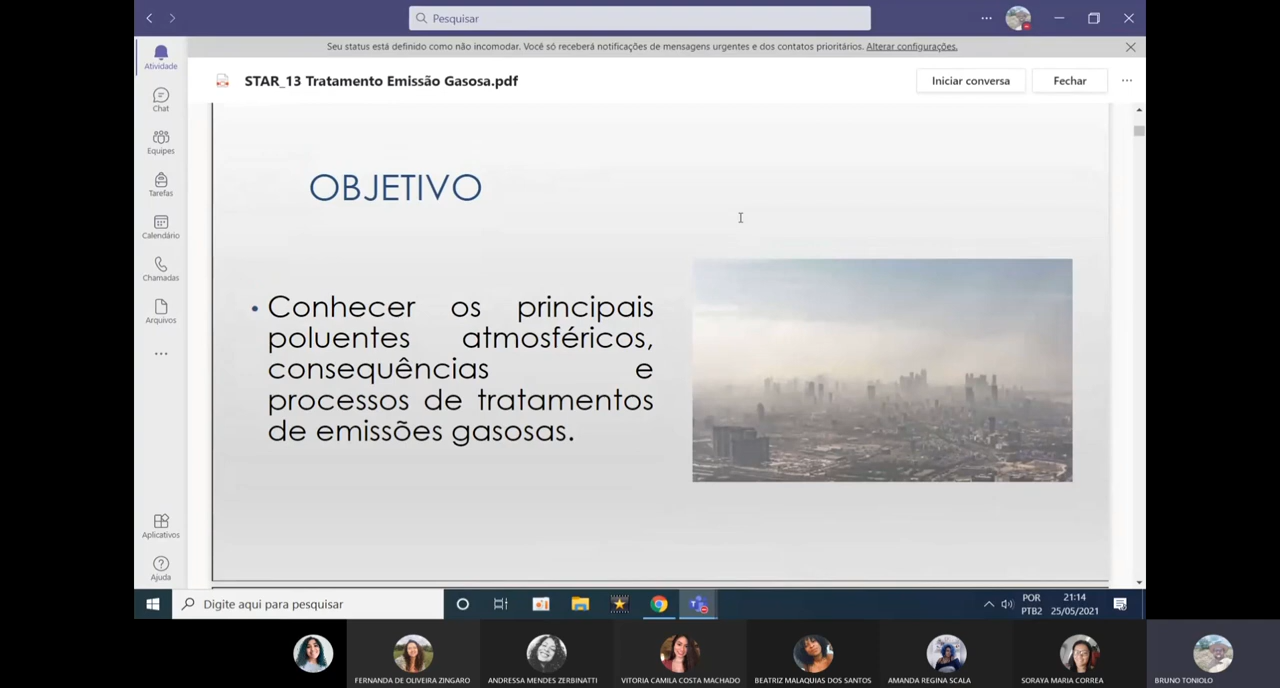 Pesquisar
Seu status está definido como não incomodar. Você só receberá notificações de mensagens urgentes e dos contatos prioritários. Alterar configurações.
Atividade
Chat
Equipes
Tarefas
Calendário
Chamadas
Arquivos
Aplicativos
Ajuda
STAR_13 Tratamento Emissão Gasosa.pdf
Iniciar conversa
Fechar
OBJETIVO
• Conhecer os principais
poluentes atmosféricos,
consequências e
processos de tratamentos
de emissões gasosas.
Digite aqui para pesquisar
POR
PTB2
21:14
25/05/2021
FERNANDA DE OLIVEIRA ZINGARO
ANDRESSA MENDES ZERBINATTI
VITORIA CAMILA COSTA MACHADO
BEATRIZ MALAQUIAS DOS SANTOS
AMANDA REGINA SCALA
SORAYA MARIA CORREA
BRUNO TONIOLO